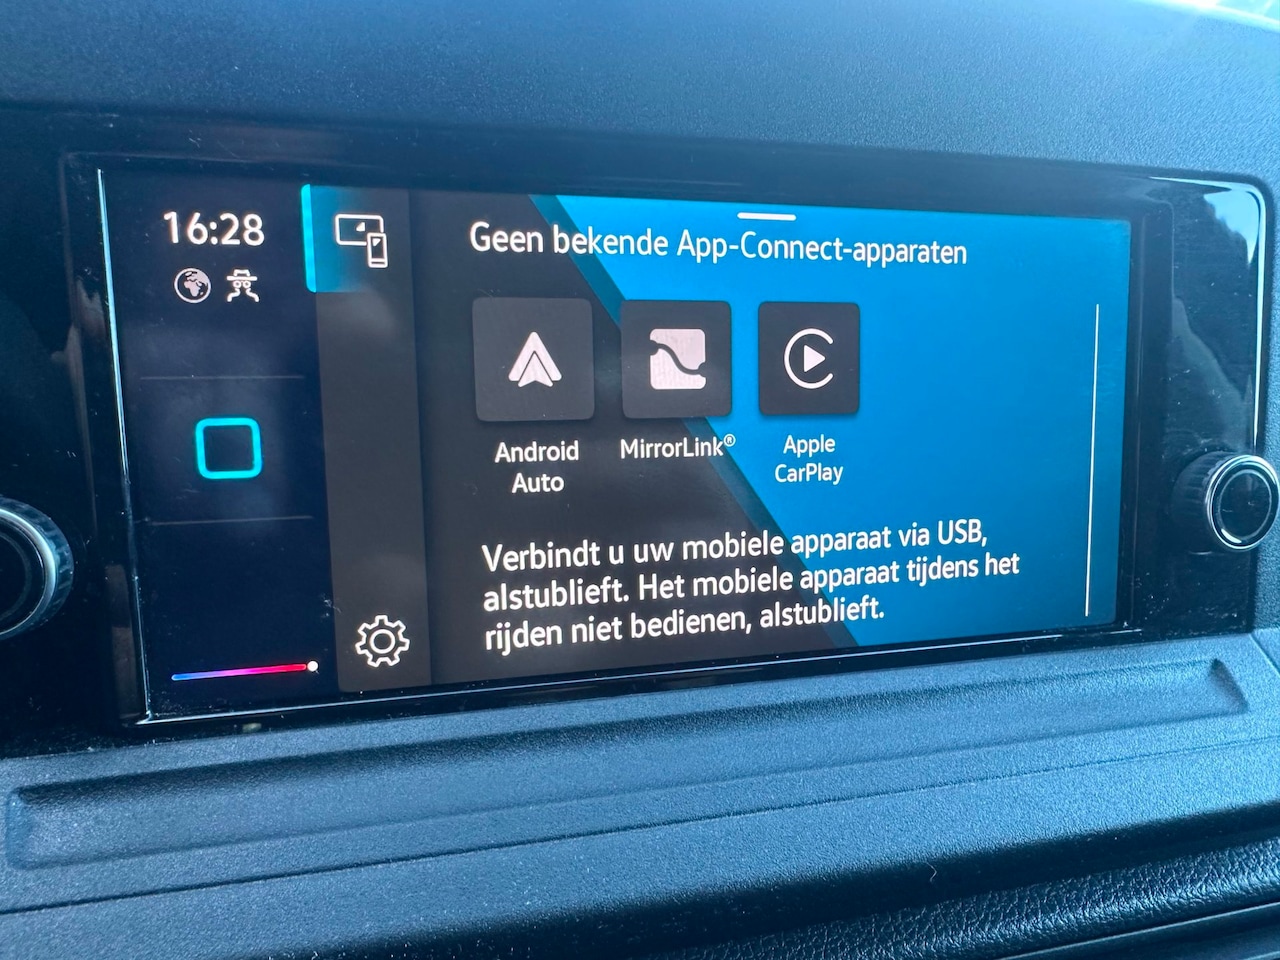 16:28
Geen bekende App-Connect-apparaten
Android
Auto
MirrorLink®
Apple
CarPlay
Verbindt u uw mobiele apparaat via USB,
alstublieft. Het mobiele apparaat tijdens het
rijden niet bedienen, alstublieft.